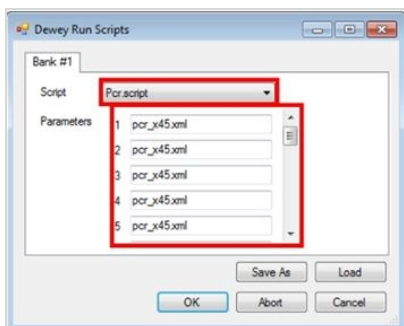 Dewey Run Scripts
Bank #1
Script Pcr.script
Parameters 1 pcr_x45.xml
2 pcr_x45.xml
3 pcr_x45.xml
4 pcr_x45.xml
5 pcr_x45.xml
Save As Load
OK Abort Cancel